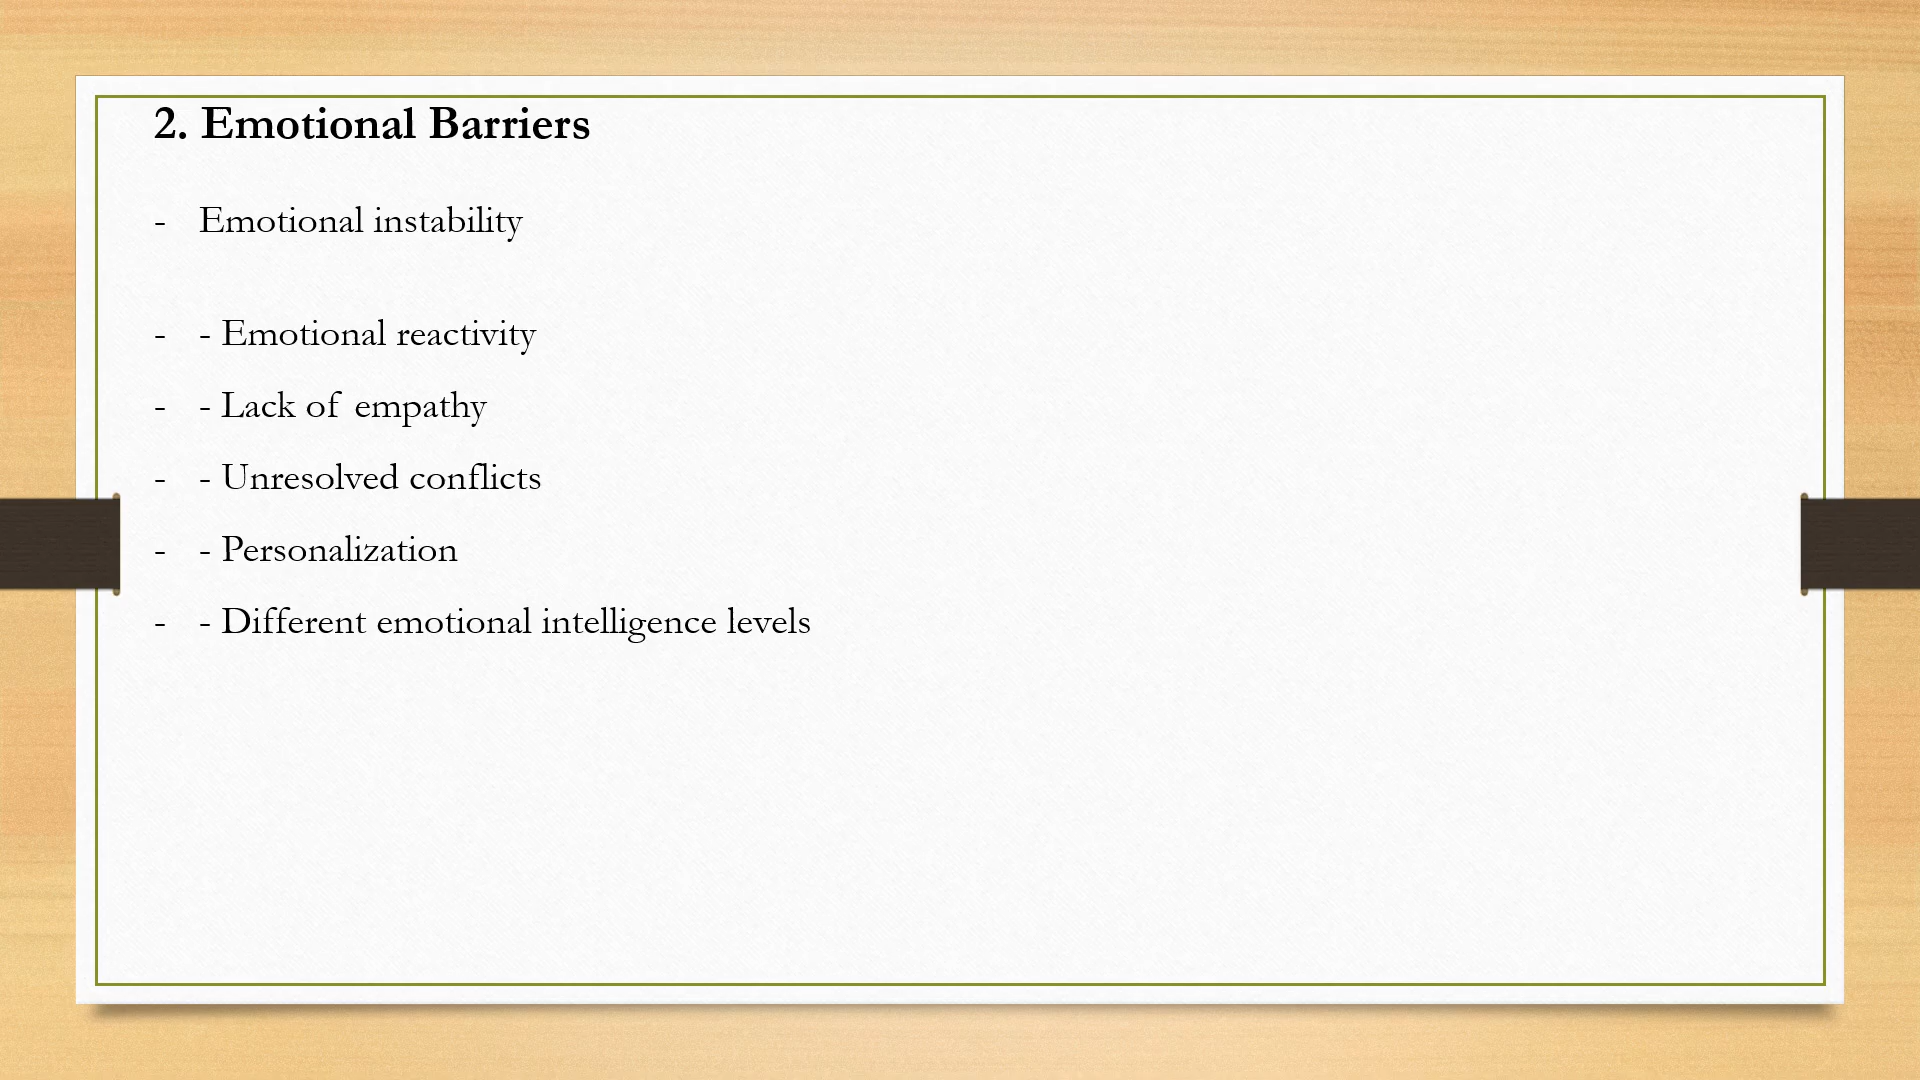 2. Emotional Barriers
- Emotional instability
- - Emotional reactivity
- - Lack of empathy
- - Unresolved conflicts
- - Personalization
- - Different emotional intelligence levels